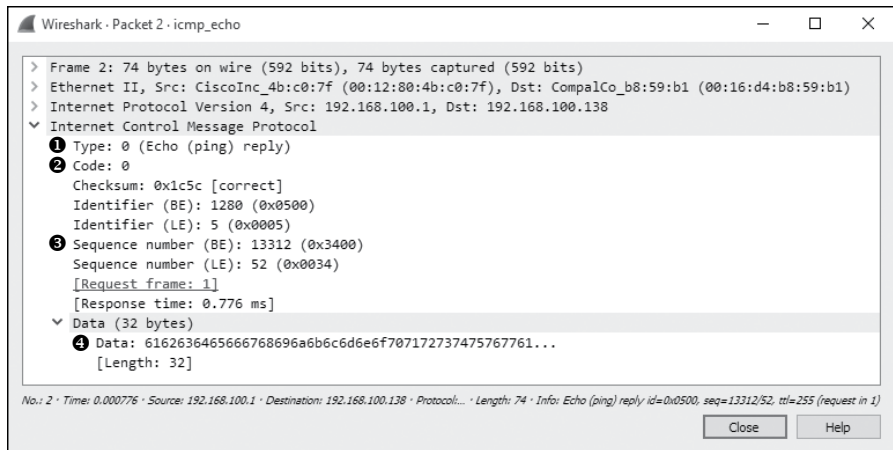 Wireshark · Packet 2 · icmp_echo
> Frame 2: 74 bytes on wire (592 bits), 74 bytes captured (592 bits)
> Ethernet II, Src: CiscoInc_4b:c0:7f (00:12:80:4b:c0:7f), Dst: CompalCo_b8:59:b1 (00:16:d4:b8:59:b1)
> Internet Protocol Version 4, Src: 192.168.100.1, Dst: 192.168.100.138
Internet Control Message Protocol
❶ Type: 0 (Echo (ping) reply)
❷ Code: 0
Checksum: 0x1c5c [correct]
Identifier (BE): 1280 (0x0500)
Identifier (LE): 5 (0x0005)
❸ Sequence number (BE): 13312 (0x3400)
Sequence number (LE): 52 (0x0034)
[Request frame: 1]
[Response time: 0.776 ms]
Data (32 bytes)
❹ Data: 6162636465666768696a6b6c6d6e6f707172737475767761...
[Length: 32]
No.: 2 · Time: 0.000776 · Source: 192.168.100.1 · Destination: 192.168.100.138 · Protocol:... · Length: 74 · Info: Echo (ping) reply id=0x0500, seq=13312/52, ttl=255 (request in 1)
Close Help